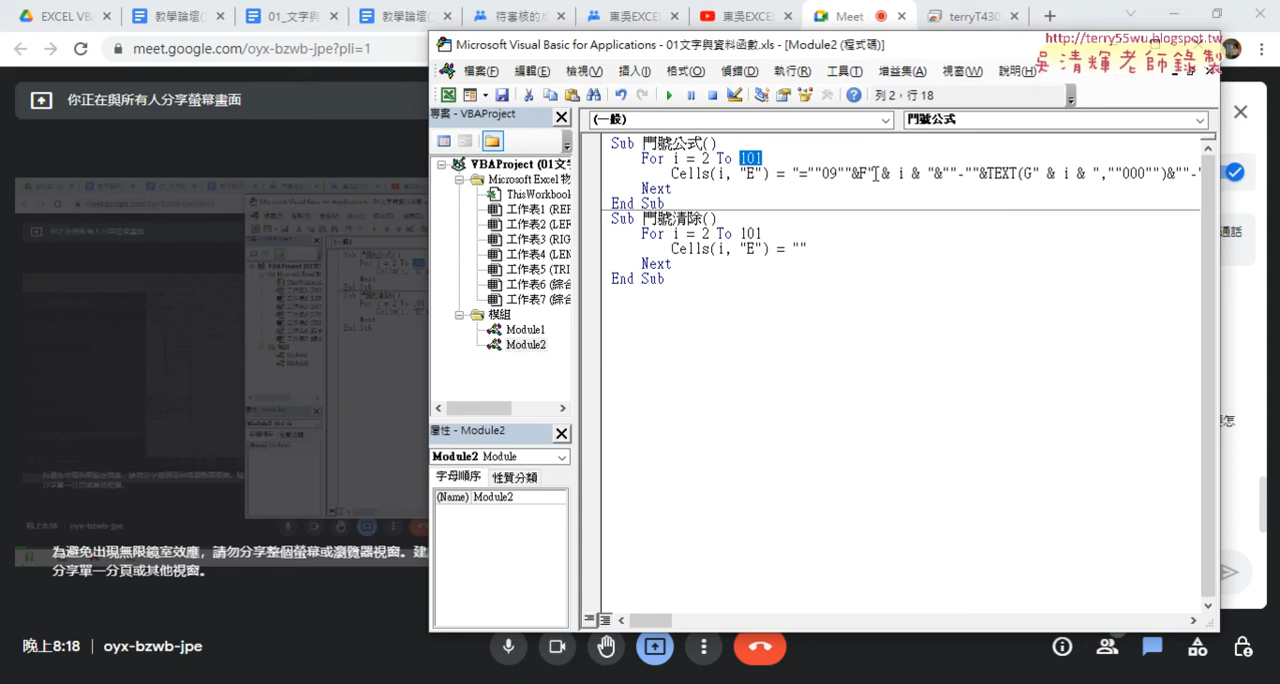 EXCEL VB
教學論壇(
01_文字與
教學論壇(
待審核的成
東吳EXCEL
東吳EXCEL
Meet
terryT430
meet.google.com/oyx-bzwb-jpe?pli=1
http://terry55wu.blogspot.tw
吳清輝老師錄製
你正在與所有人分享螢幕畫面
Microsoft Visual Basic for Applications - 01文字與資料函數.xls - [Module2 (程式碼)]
檔案(F) 編輯(E) 檢視(V) 插入(I) 格式(O) 偵錯(D) 執行(R) 工具(T) 增益集(A) 視窗(W) 說明(H)
列 2，行 18
專案 - VBAProject
(一般)
門號公式
VBAProject (01文字
Microsoft Excel 物
ThisWorkbook
工作表1 (REP
工作表2 (LEF
工作表3 (RIG
工作表4 (LEN
工作表5 (TRI
工作表6 (綜合
工作表7 (綜合
模組
Module1
Module2
Sub 門號公式()
For i = 2 To 101
Cells(i, "E") = "=""09""&F" & i & "&""-""&TEXT(G" & i & ",""000"")&""-"
Next
End Sub
Sub 門號清除()
For i = 2 To 101
Cells(i, "E") = ""
Next
End Sub
屬性 - Module2
Module2 Module
字母順序 性質分類
(Name) Module2
通話
為避免出現無限鏡室效應，請勿分享整個螢幕或瀏覽器視窗。建
分享單一分頁或其他視窗。
晚上8:18 | oyx-bzwb-jpe